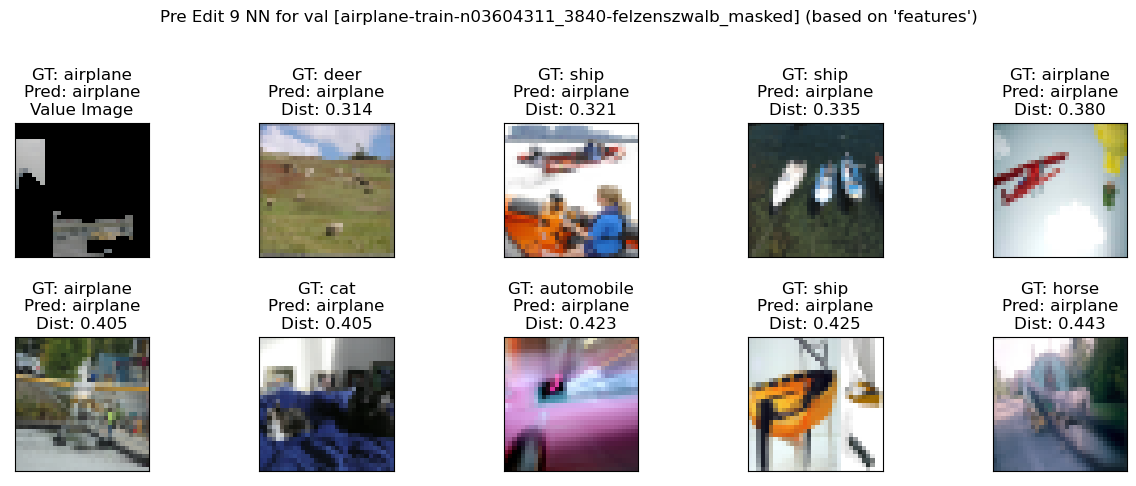 Pre Edit 9 NN for val [airplane-train-n03604311_3840-felzenszwalb_masked] (based on 'features')
GT: airplane
Pred: airplane
Value Image
GT: deer
Pred: airplane
Dist: 0.314
GT: ship
Pred: airplane
Dist: 0.321
GT: ship
Pred: airplane
Dist: 0.335
GT: airplane
Pred: airplane
Dist: 0.380
GT: airplane
Pred: airplane
Dist: 0.405
GT: cat
Pred: airplane
Dist: 0.405
GT: automobile
Pred: airplane
Dist: 0.423
GT: ship
Pred: airplane
Dist: 0.425
GT: horse
Pred: airplane
Dist: 0.443